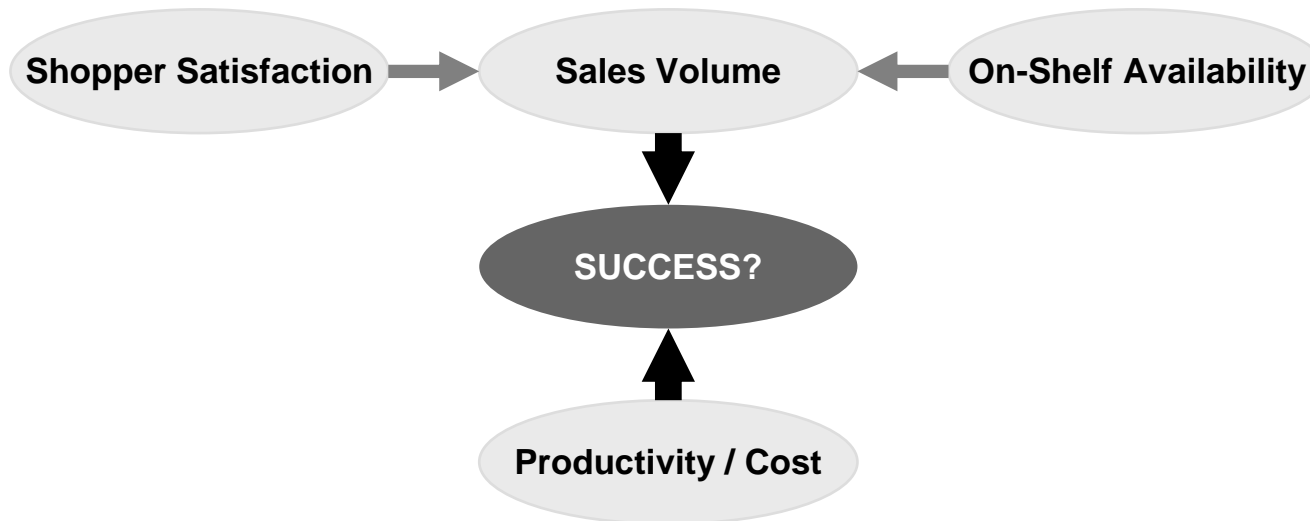 Shopper Satisfaction
Sales Volume
On-Shelf Availability
SUCCESS?
Productivity / Cost